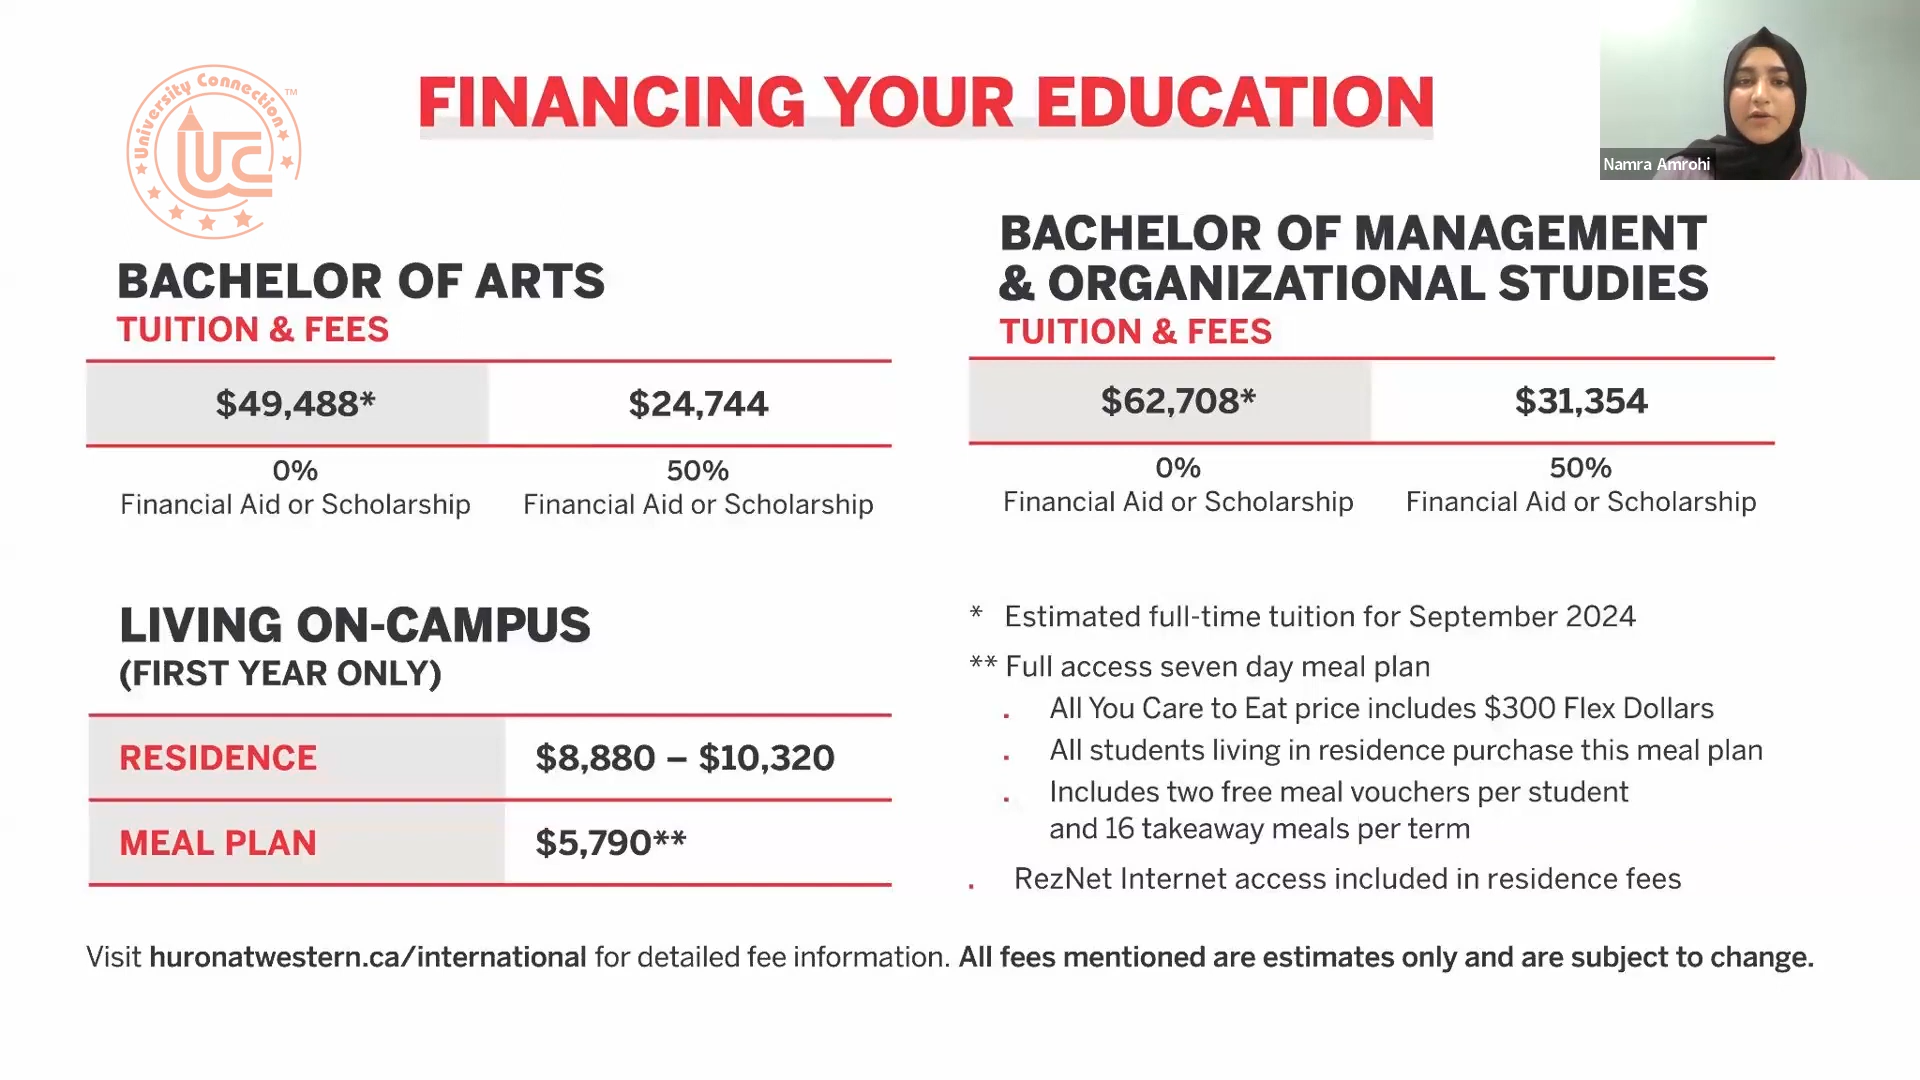 University Connection
TM
UC
FINANCING YOUR EDUCATION
Namra Amrohi
BACHELOR OF ARTS
TUITION & FEES
$49,488* $24,744
0% 50%
Financial Aid or Scholarship Financial Aid or Scholarship
BACHELOR OF MANAGEMENT
& ORGANIZATIONAL STUDIES
TUITION & FEES
$62,708* $31,354
0% 50%
Financial Aid or Scholarship Financial Aid or Scholarship
LIVING ON-CAMPUS
(FIRST YEAR ONLY)
RESIDENCE $8,880 – $10,320
MEAL PLAN $5,790**
* Estimated full-time tuition for September 2024
** Full access seven day meal plan
. All You Care to Eat price includes $300 Flex Dollars
. All students living in residence purchase this meal plan
. Includes two free meal vouchers per student
and 16 takeaway meals per term
. RezNet Internet access included in residence fees
Visit huronatwestern.ca/international for detailed fee information. All fees mentioned are estimates only and are subject to change.